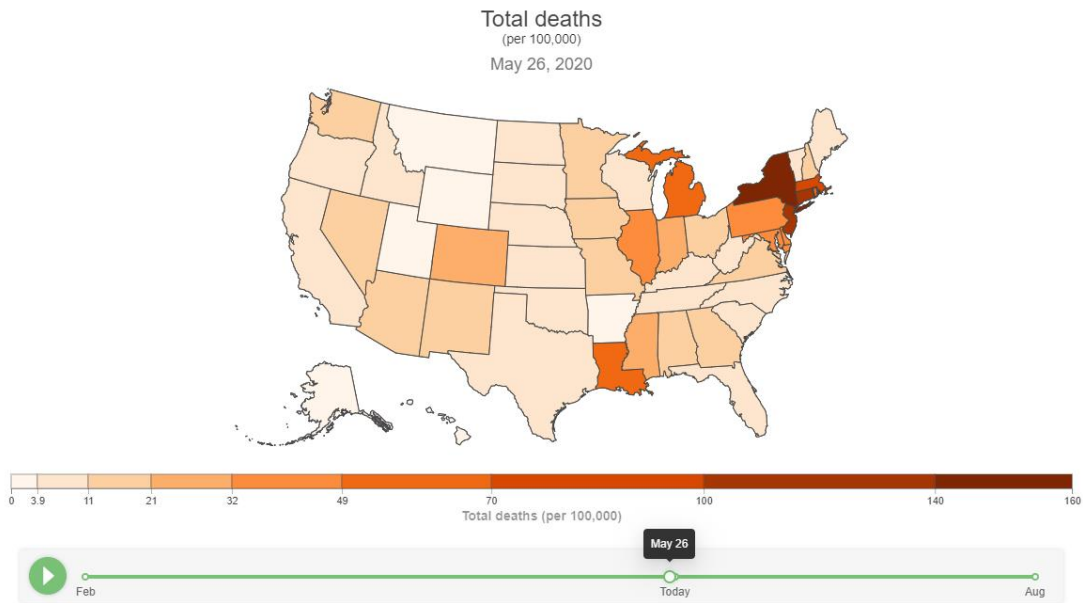 Total deaths
(per 100,000)
May 26, 2020
0 3.9 11 21 32 49 70 100 140 160
Total deaths (per 100,000)
May 26
Feb Today Aug